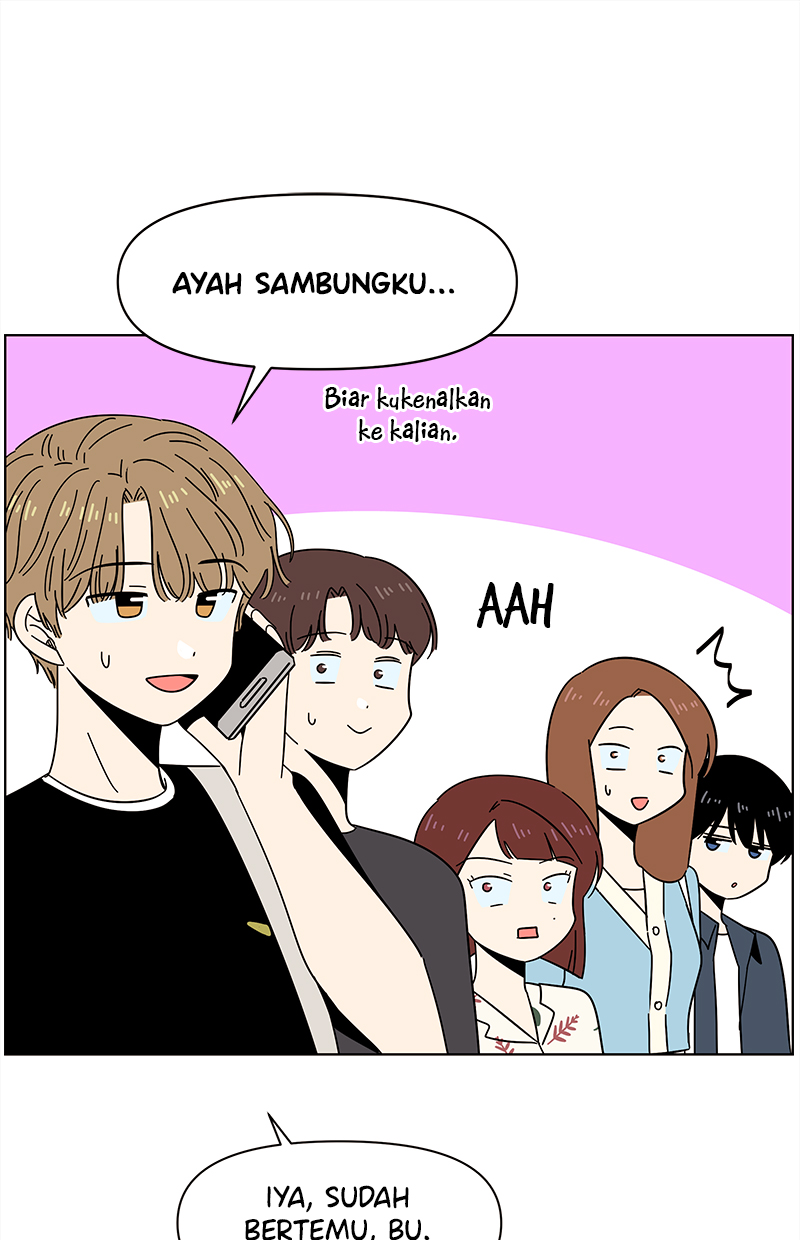 AYAH SAMBUNGKU...
Biar kukenalkan
ke kalian.
AAH
IYA, SUDAH
BERTEMU, BU.